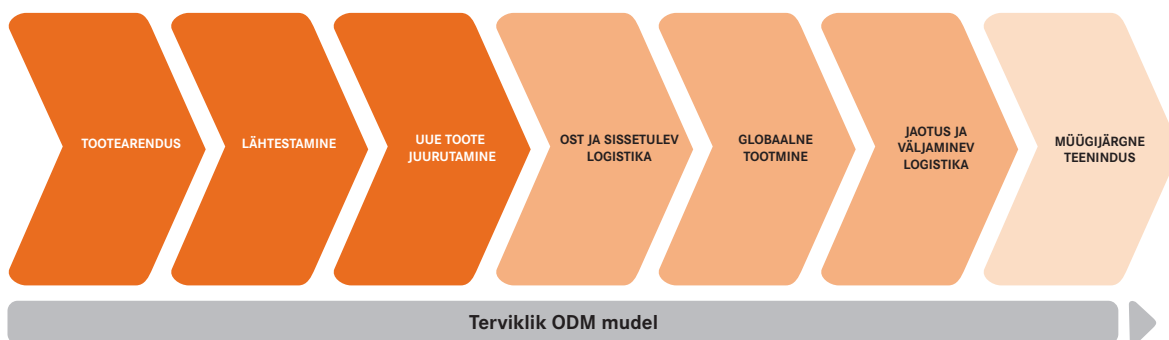 TOOTEARENDUS
LÄHTESTAMINE
UUE TOOTE
JUURUTAMINE
OST JA SISSETULEV
LOGISTIKA
GLOBAALNE
TOOTMINE
JAOTUS JA
VÄLJAMINEV
LOGISTIKA
MÜÜGIJÄRGNE
TEENINDUS
Terviklik ODM mudel